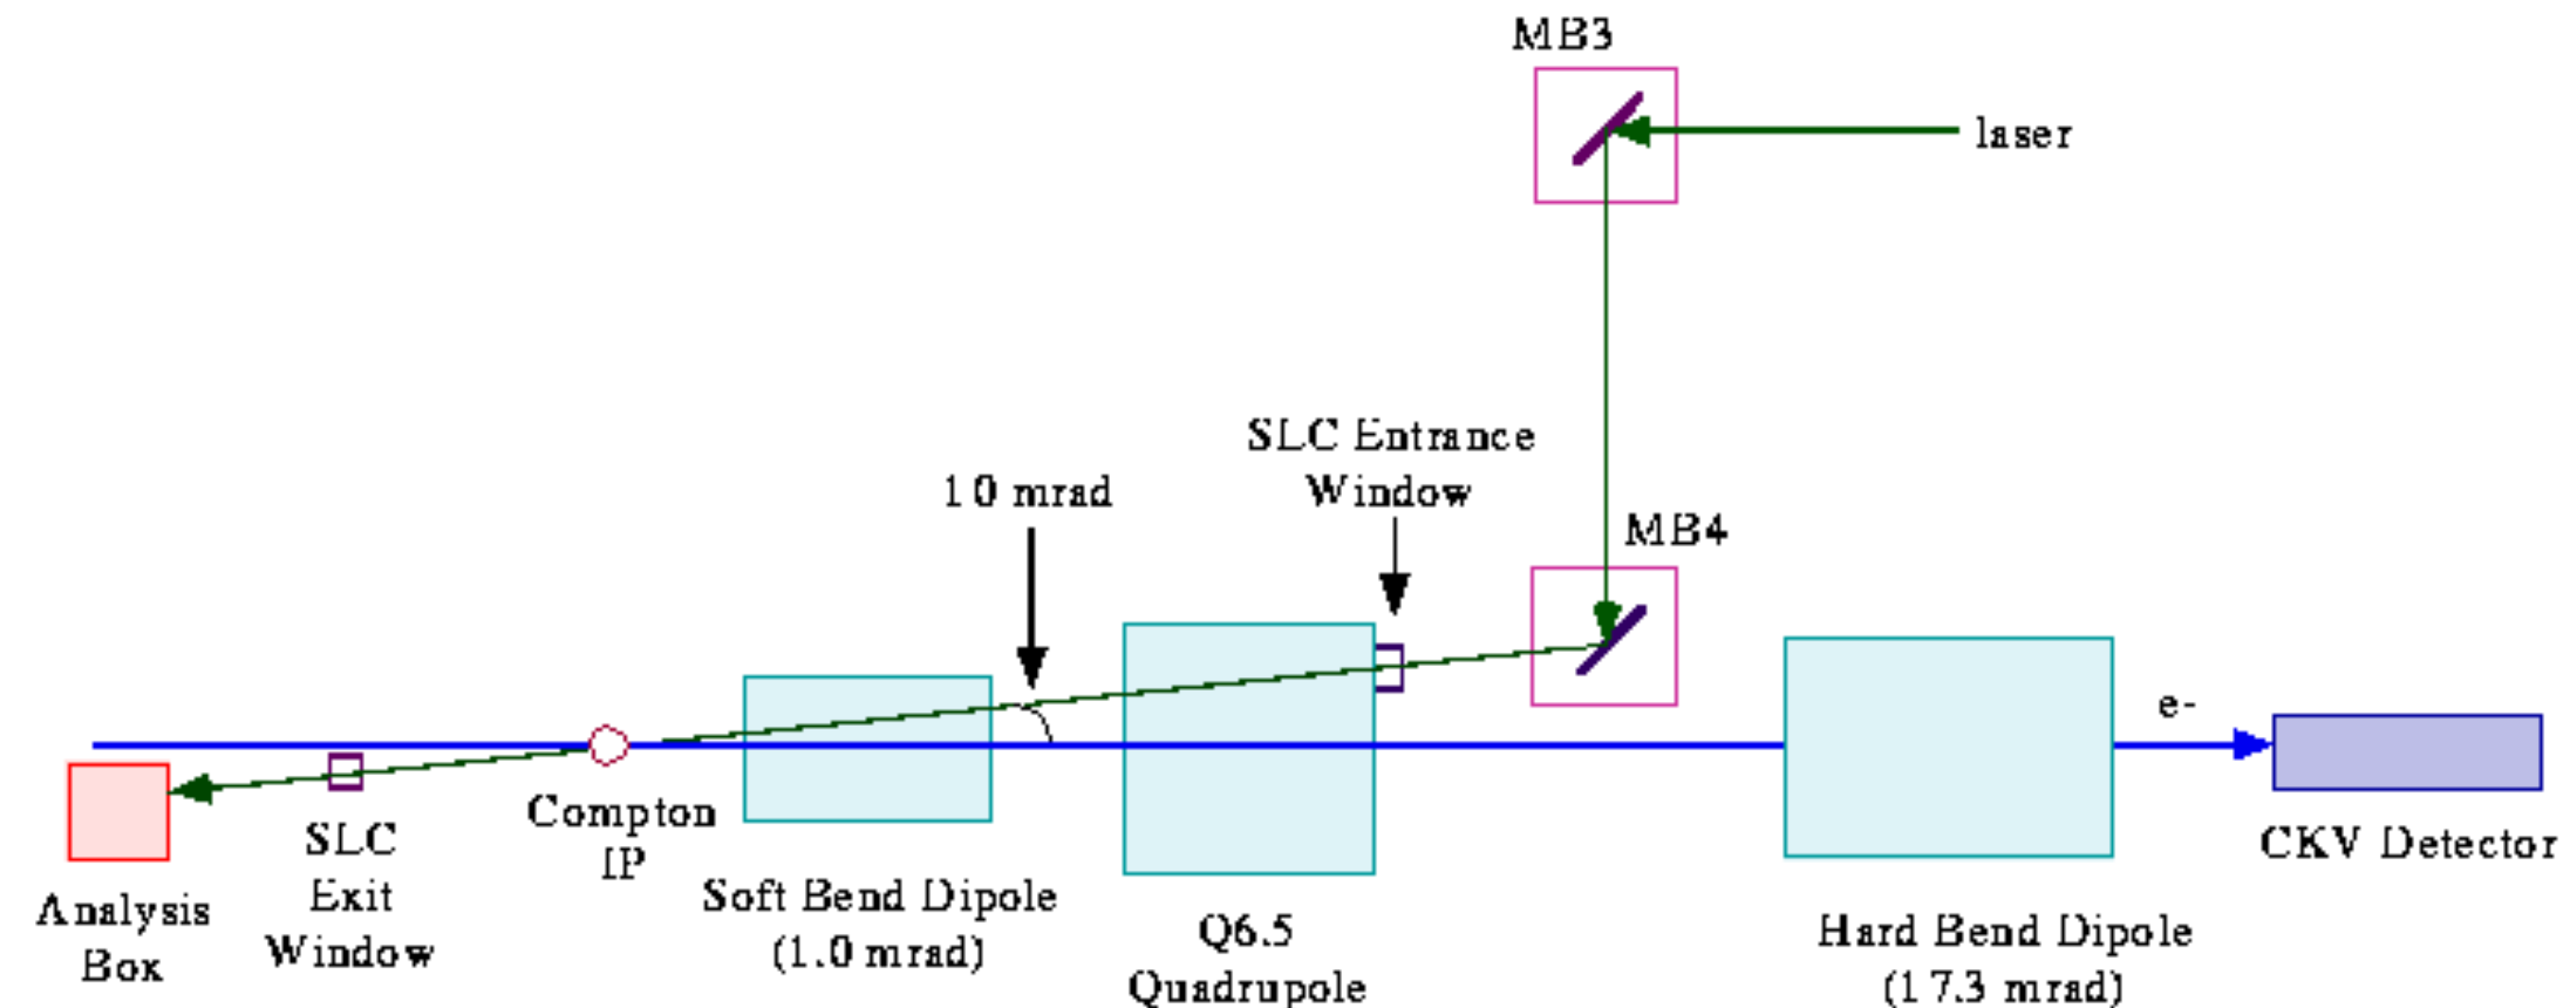 MB3
laser
SLC Entrance
Window
10 mrad
MB4
e-
Compton
IP
SLC
Exit
Window
Analysis
Box
Soft Bend Dipole
(1.0 mrad)
Q6.5
Quadrupole
Hard Bend Dipole
(17.3 mrad)
CKV Detector